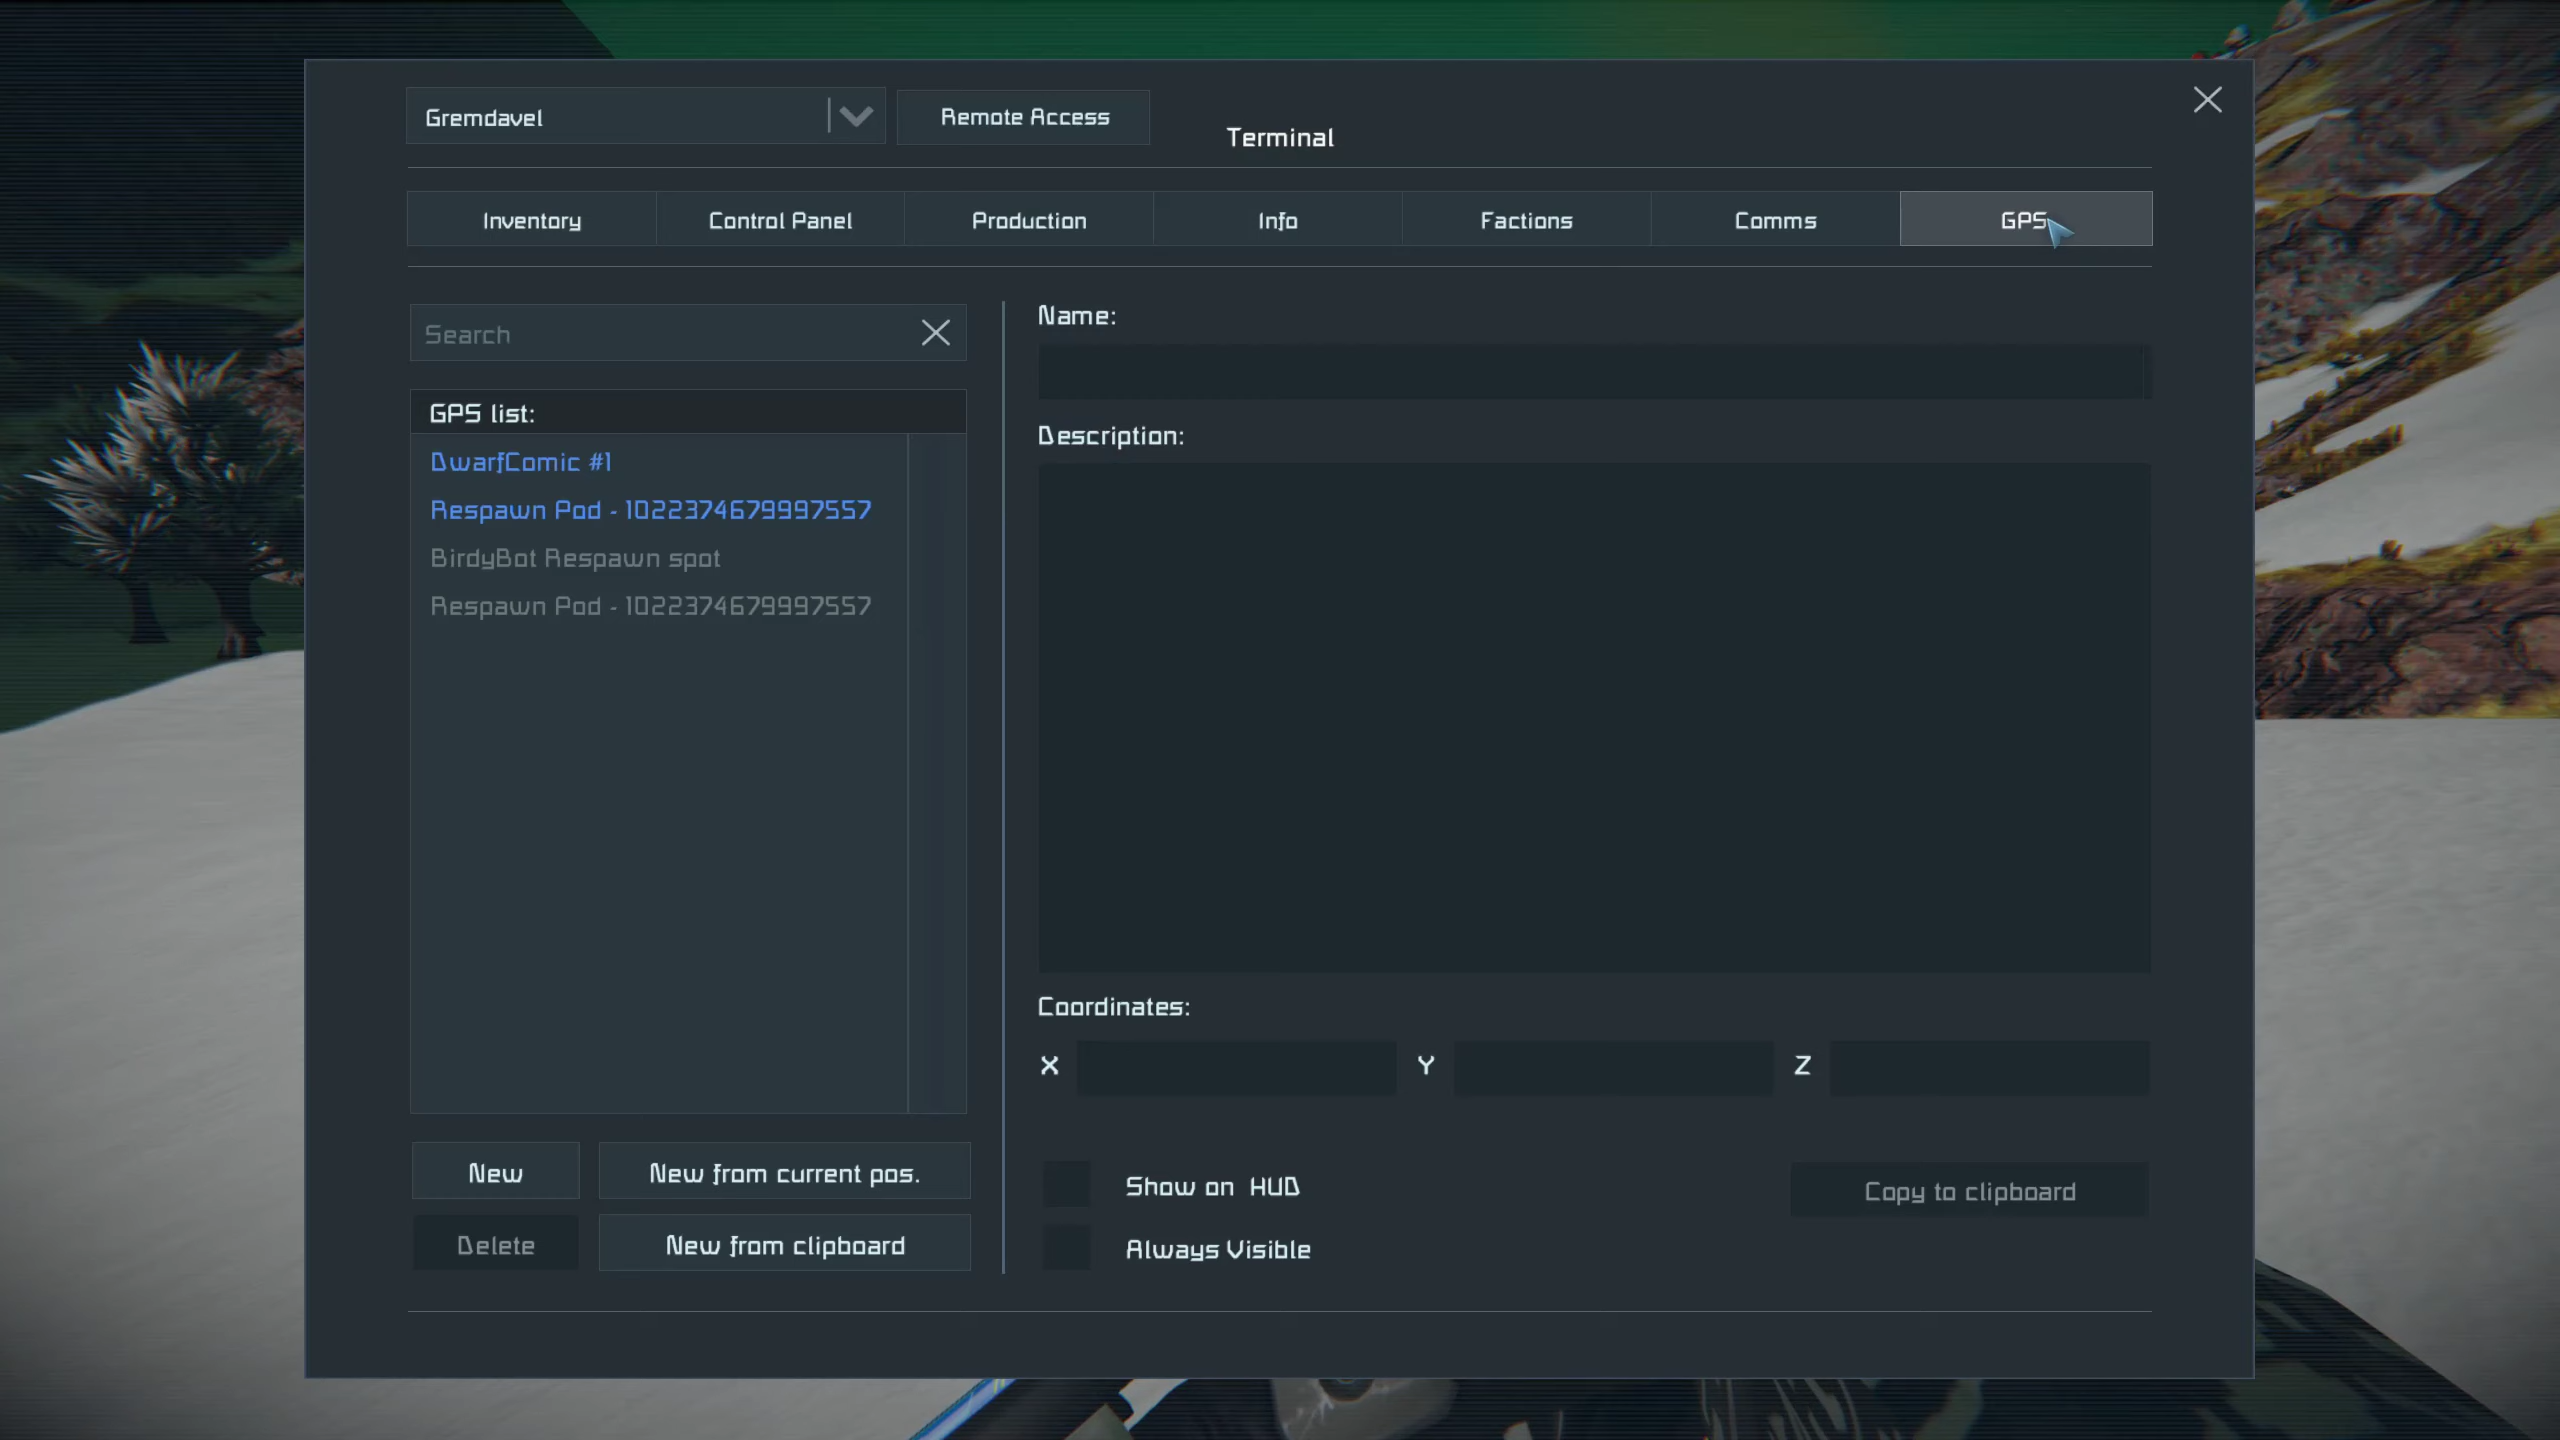 Gremdavel
Remote Access
Terminal
Inventory
Control Panel
Production
Info
Factions
Comms
GPS
Search
GPS list:
DwarfComic #1
Respawn Pod - 1022374679997557
BirdyBot Respawn spot
Respawn Pod - 1022374679997557
New
New from current pos.
Delete
New from clipboard
Name:
Description:
Coordinates:
X
Y
Z
Show on HUD
Copy to clipboard
Always Visible